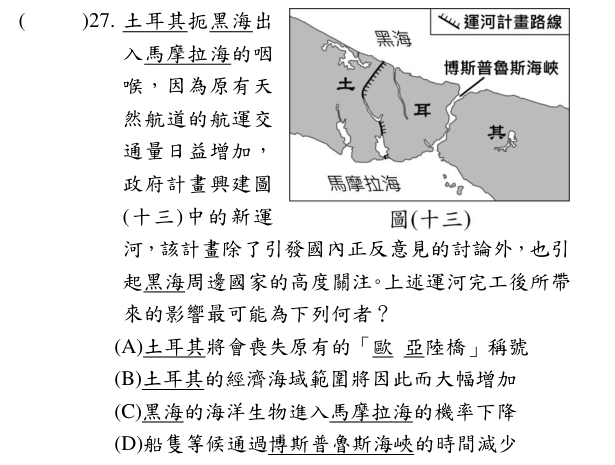 (　　)27. 土耳其扼黑海出
入馬摩拉海的咽
喉，因為原有天
然航道的航運交
通量日益增加，
政府計畫興建圖
(十三)中的新運
河，該計畫除了引發國內正反意見的討論外，也引
起黑海周邊國家的高度關注。上述運河完工後所帶
來的影響最可能為下列何者？
(A)土耳其將會喪失原有的「歐 亞陸橋」稱號
(B)土耳其的經濟海域範圍將因此而大幅增加
(C)黑海的海洋生物進入馬摩拉海的機率下降
(D)船隻等候通過博斯普魯斯海峽的時間減少
運河計畫路線
黑海
博斯普魯斯海峽
土
耳
其
馬摩拉海
圖(十三)